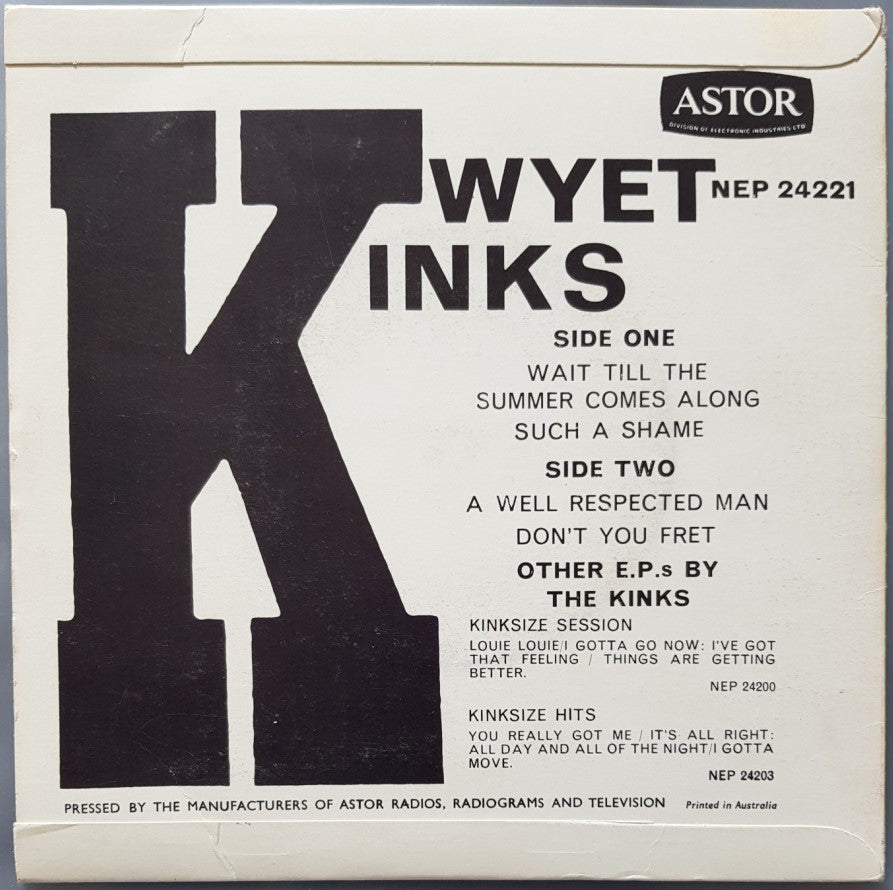 ASTOR
DIVISION OF ELECTRONIC INDUSTRIES LTD
KWYET NEP 24221
KINKS
SIDE ONE
WAIT TILL THE
SUMMER COMES ALONG
SUCH A SHAME
SIDE TWO
A WELL RESPECTED MAN
DON'T YOU FRET
OTHER E.P.s BY
THE KINKS
KINKSIZE SESSION
LOUIE LOUIE/I GOTTA GO NOW: I'VE GOT
THAT FEELING / THINGS ARE GETTING
BETTER.
NEP 24200
KINKSIZE HITS
YOU REALLY GOT ME / IT'S ALL RIGHT:
ALL DAY AND ALL OF THE NIGHT/I GOTTA
MOVE.
NEP 24203
PRESSED BY THE MANUFACTURERS OF ASTOR RADIOS, RADIOGRAMS AND TELEVISION Printed in Australia